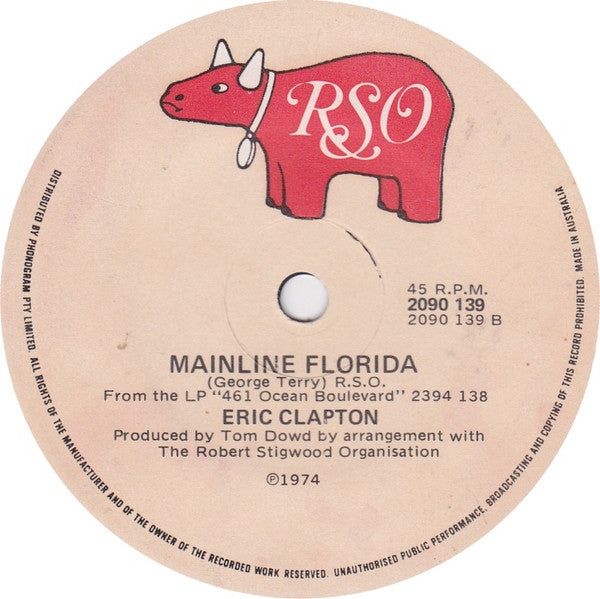 RSO
45 R.P.M.
2090 139
2090 139 B
MAINLINE FLORIDA
(George Terry) R.S.O.
From the LP "461 Ocean Boulevard" 2394 138
ERIC CLAPTON
Produced by Tom Dowd by arrangement with
The Robert Stigwood Organisation
℗1974
DISTRIBUTED BY PHONOGRAM PTY LIMITED. ALL RIGHTS OF THE MANUFACTURER AND OF THE OWNER OF THE RECORDED WORK RESERVED. UNAUTHORISED PUBLIC PERFORMANCE, BROADCASTING AND COPYING OF THIS RECORD PROHIBITED. MADE IN AUSTRALIA